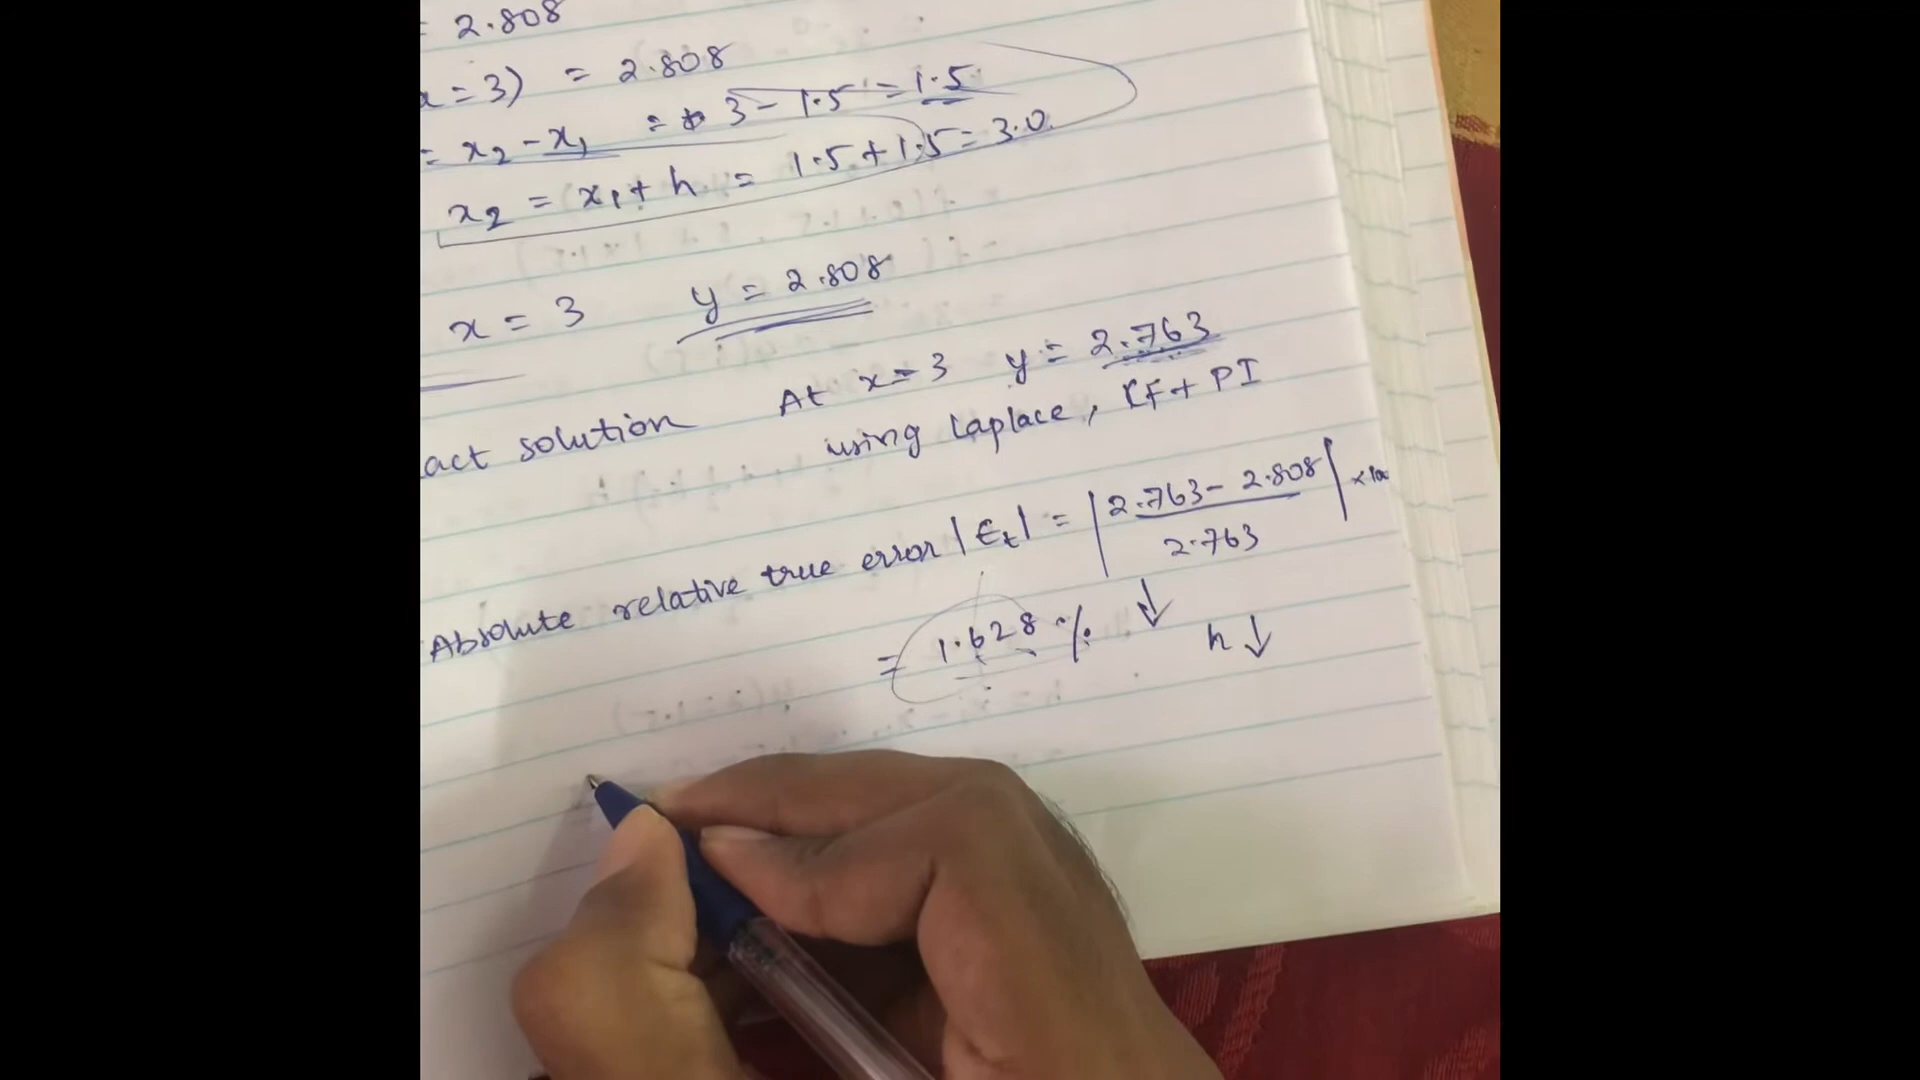 = 2.808
x = 3) = 2.808
= x₂ - x₁ = 3 - 1.5 = 1.5
x₂ = x₁ + h = 1.5 + 1.5 = 3.0
x = 3 y = 2.808
act solution At x = 3 y = 2.763
using Laplace, CF + PI
Absolute relative true error |Єt| = |2.763 - 2.808 / 2.763| × 100
= 1.628 % ↓ h ↓